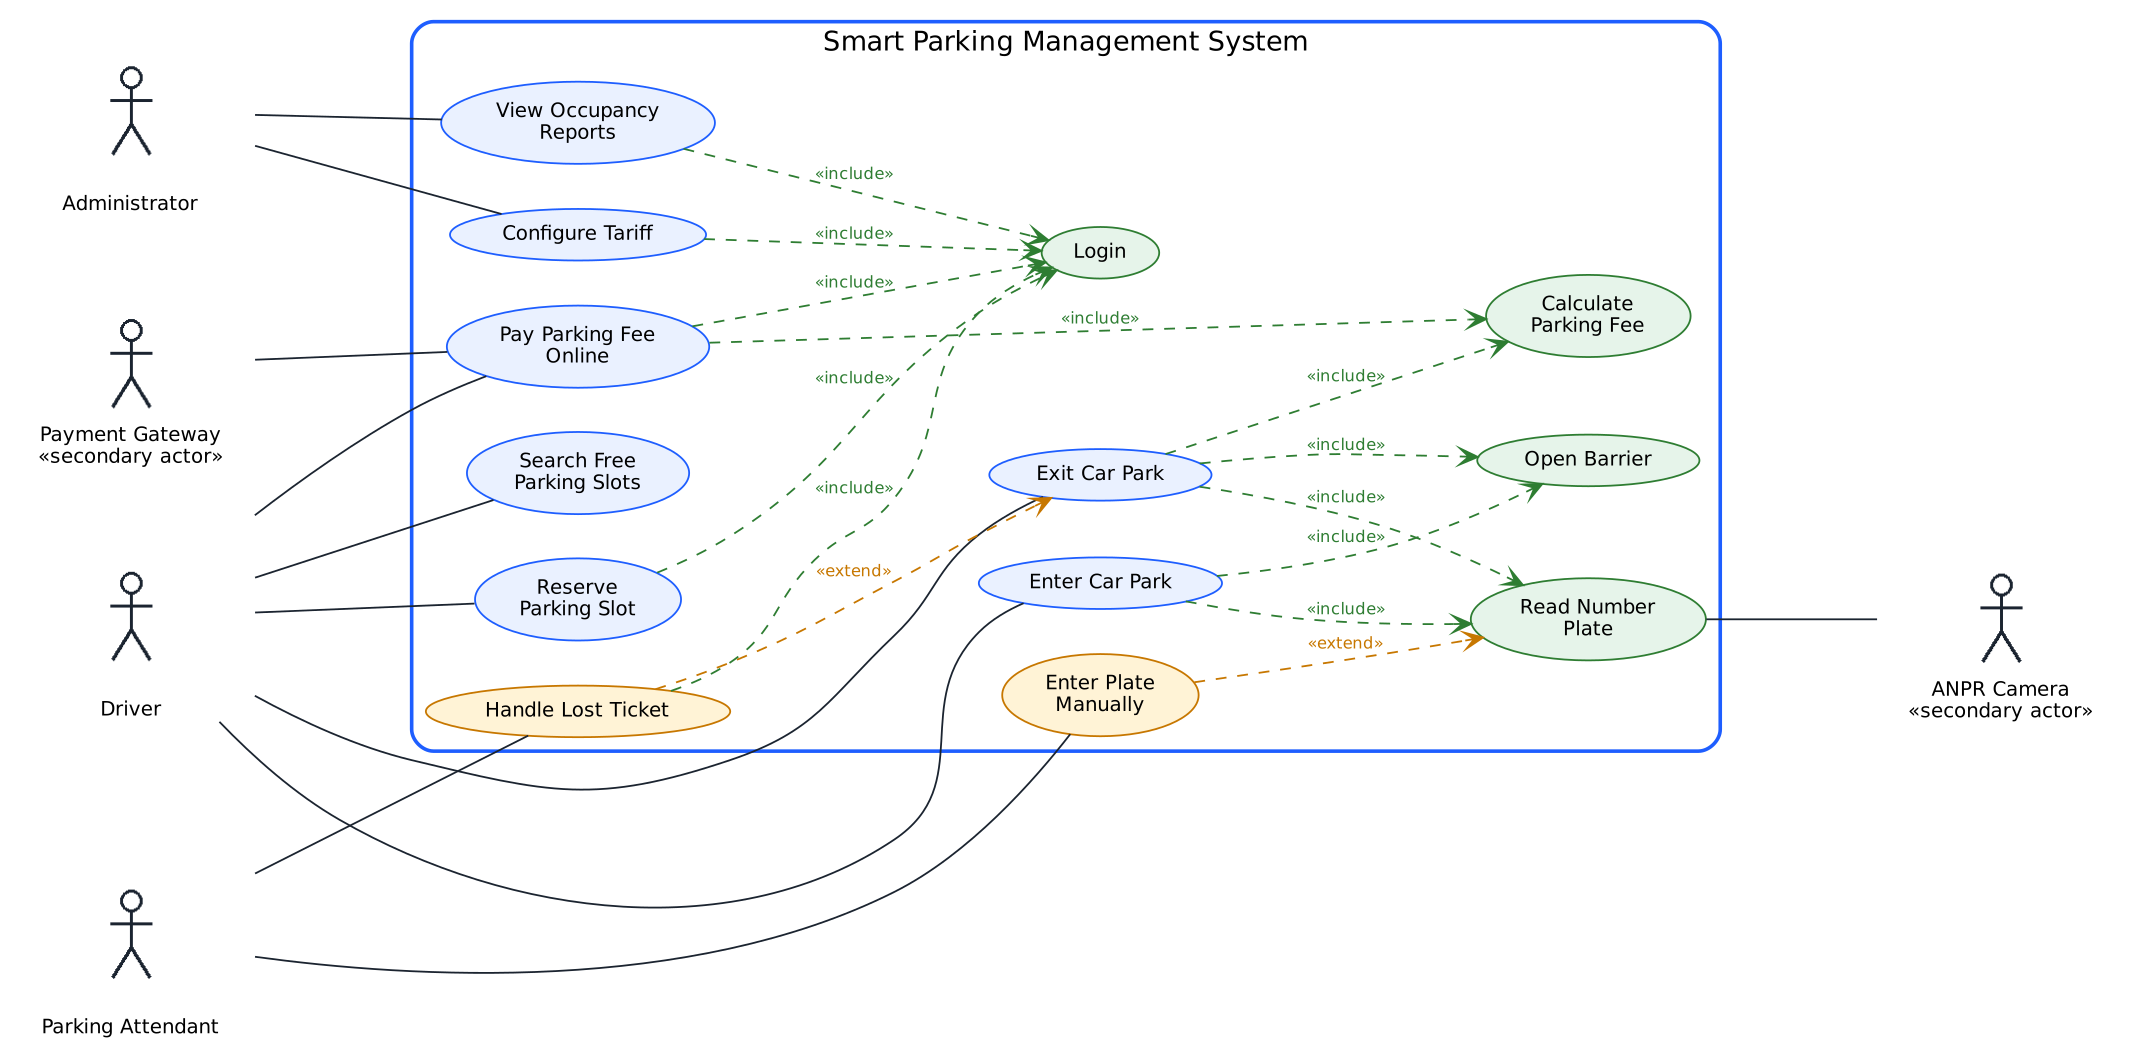 Smart Parking Management System
Administrator
Payment Gateway
«secondary actor»
Driver
Parking Attendant
View Occupancy
Reports
Configure Tariff
Pay Parking Fee
Online
Search Free
Parking Slots
Reserve
Parking Slot
Handle Lost Ticket
«include»
«include»
«include»
«include»
«include»
«extend»
Login
«include»
Exit Car Park
Enter Car Park
Enter Plate
Manually
«include»
«include»
«include»
«include»
«include»
«extend»
Calculate
Parking Fee
Open Barrier
Read Number
Plate
ANPR Camera
«secondary actor»